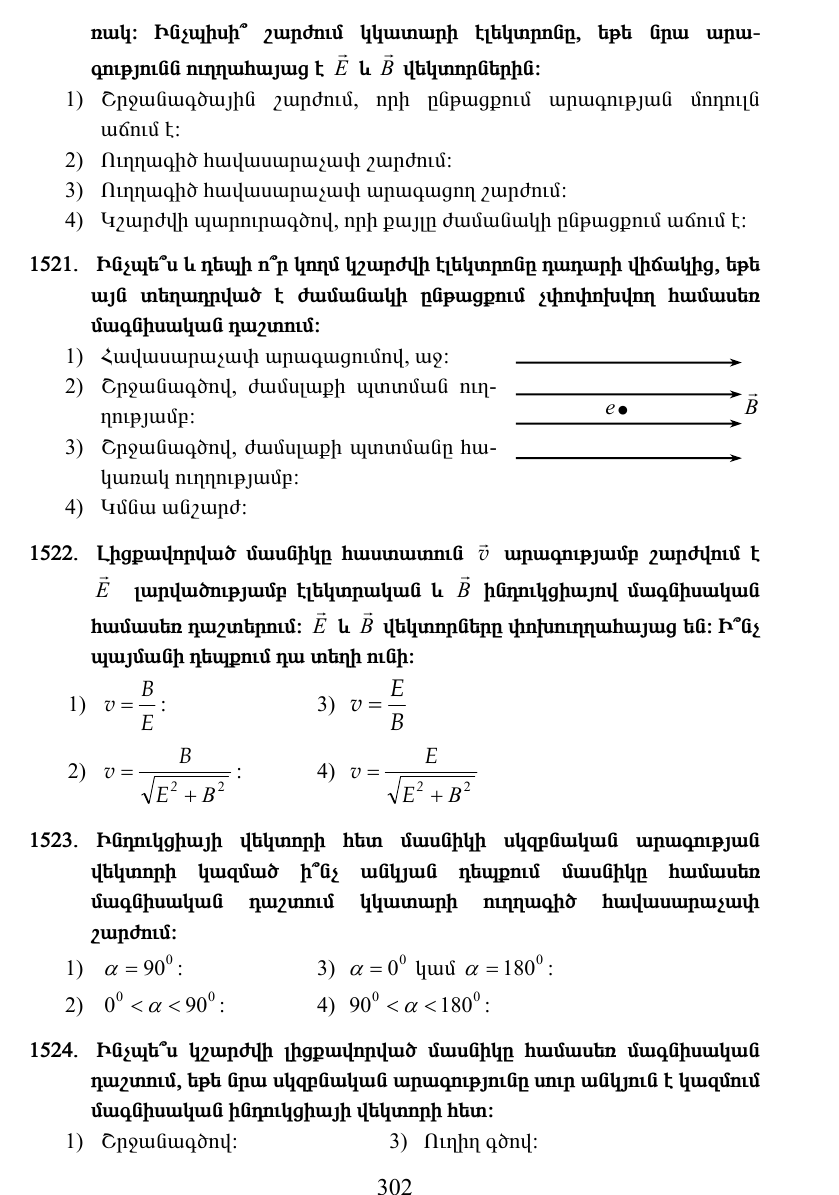 ռակ: Ինչպիսի՞ շարժում կկատարի էլեկտրոնը, եթե նրա արա-
գությունն ուղղահայաց է E⃗ և B⃗ վեկտորներին:
1) Շրջանագծային շարժում, որի ընթացքում արագության մոդուլն
աճում է:
2) Ուղղագիծ հավասարաչափ շարժում:
3) Ուղղագիծ հավասարաչափ արագացող շարժում:
4) Կշարժվի պարուրագծով, որի քայլը ժամանակի ընթացքում աճում է:
1521. Ինչպե՞ս և դեպի ո՞ր կողմ կշարժվի էլեկտրոնը դադարի վիճակից, եթե
այն տեղադրված է ժամանակի ընթացքում չփոփոխվող համասեռ
մագնիսական դաշտում:
1) Հավասարաչափ արագացումով, աջ:
2) Շրջանագծով, ժամսլաքի պտտման ուղ-
ղությամբ:
e B⃗
3) Շրջանագծով, ժամսլաքի պտտմանը հա-
կառակ ուղղությամբ:
4) Կմնա անշարժ:
1522. Լիցքավորված մասնիկը հաստատուն v⃗ արագությամբ շարժվում է
E⃗ լարվածությամբ էլեկտրական և B⃗ ինդուկցիայով մագնիսական
համասեռ դաշտերում: E⃗ և B⃗ վեկտորները փոխուղղահայաց են: Ի՞նչ
պայմանի դեպքում դա տեղի ունի:
1) v = B/E : 3) v = E/B
2) v = B/√(E² + B²) : 4) v = E/√(E² + B²)
1523. Ինդուկցիայի վեկտորի հետ մասնիկի սկզբնական արագության
վեկտորի կազմած ի՞նչ անկյան դեպքում մասնիկը համասեռ
մագնիսական դաշտում կկատարի ուղղագիծ հավասարաչափ
շարժում:
1) α = 90⁰ : 3) α = 0⁰ կամ α = 180⁰ :
2) 0⁰ < α < 90⁰ : 4) 90⁰ < α < 180⁰ :
1524. Ինչպե՞ս կշարժվի լիցքավորված մասնիկը համասեռ մագնիսական
դաշտում, եթե նրա սկզբնական արագությունը սուր անկյուն է կազմում
մագնիսական ինդուկցիայի վեկտորի հետ:
1) Շրջանագծով: 3) Ուղիղ գծով:
302